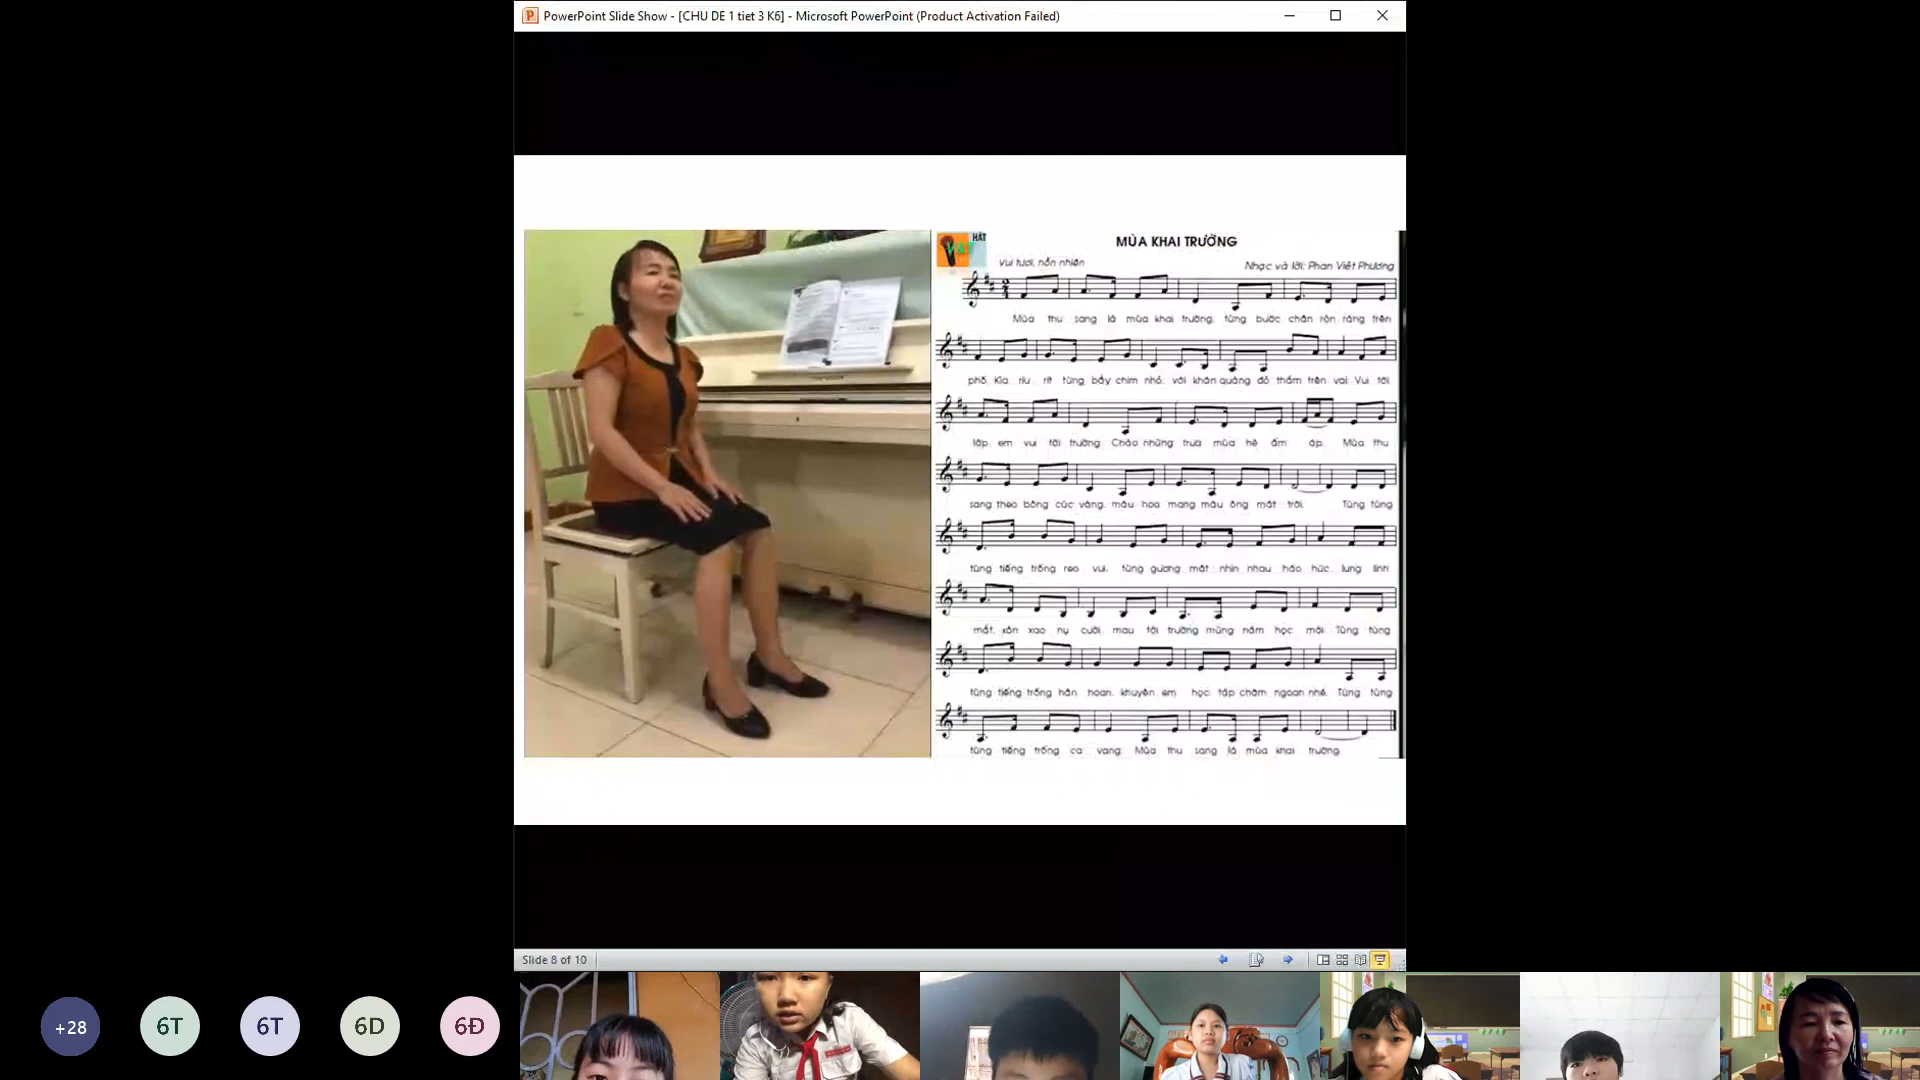 PowerPoint Slide Show - [CHU DE 1 tiet 3 K6] - Microsoft PowerPoint (Product Activation Failed)
HÁT
MÙA KHAI TRƯỜNG
Vui tươi, hồn nhiên
Nhạc và lời: Phan Việt Phương
Mùa thu sang là mùa khai trường, từng bước chân rộn ràng trên
phố. Kìa ríu rít từng bầy chim nhỏ, với khăn quàng đỏ thắm trên vai. Vui tới
lớp, em vui tới trường. Chào những trưa mùa hè ấm áp. Mùa thu
sang theo bông cúc vàng, màu hoa mang màu ông mặt trời. Tùng tùng
tùng tiếng trống reo vui, từng gương mặt nhìn nhau háo hức, lung linh
mắt, xôn xao nụ cười, mau tới trường mừng năm học mới. Tùng tùng
tùng tiếng trống hân hoan, khuyên em học tập chăm ngoan nhé. Tùng tùng
tùng tiếng trống ca vang. Mùa thu sang là mùa khai trường.
Slide 8 of 10
+28
6T
6T
6D
6Đ